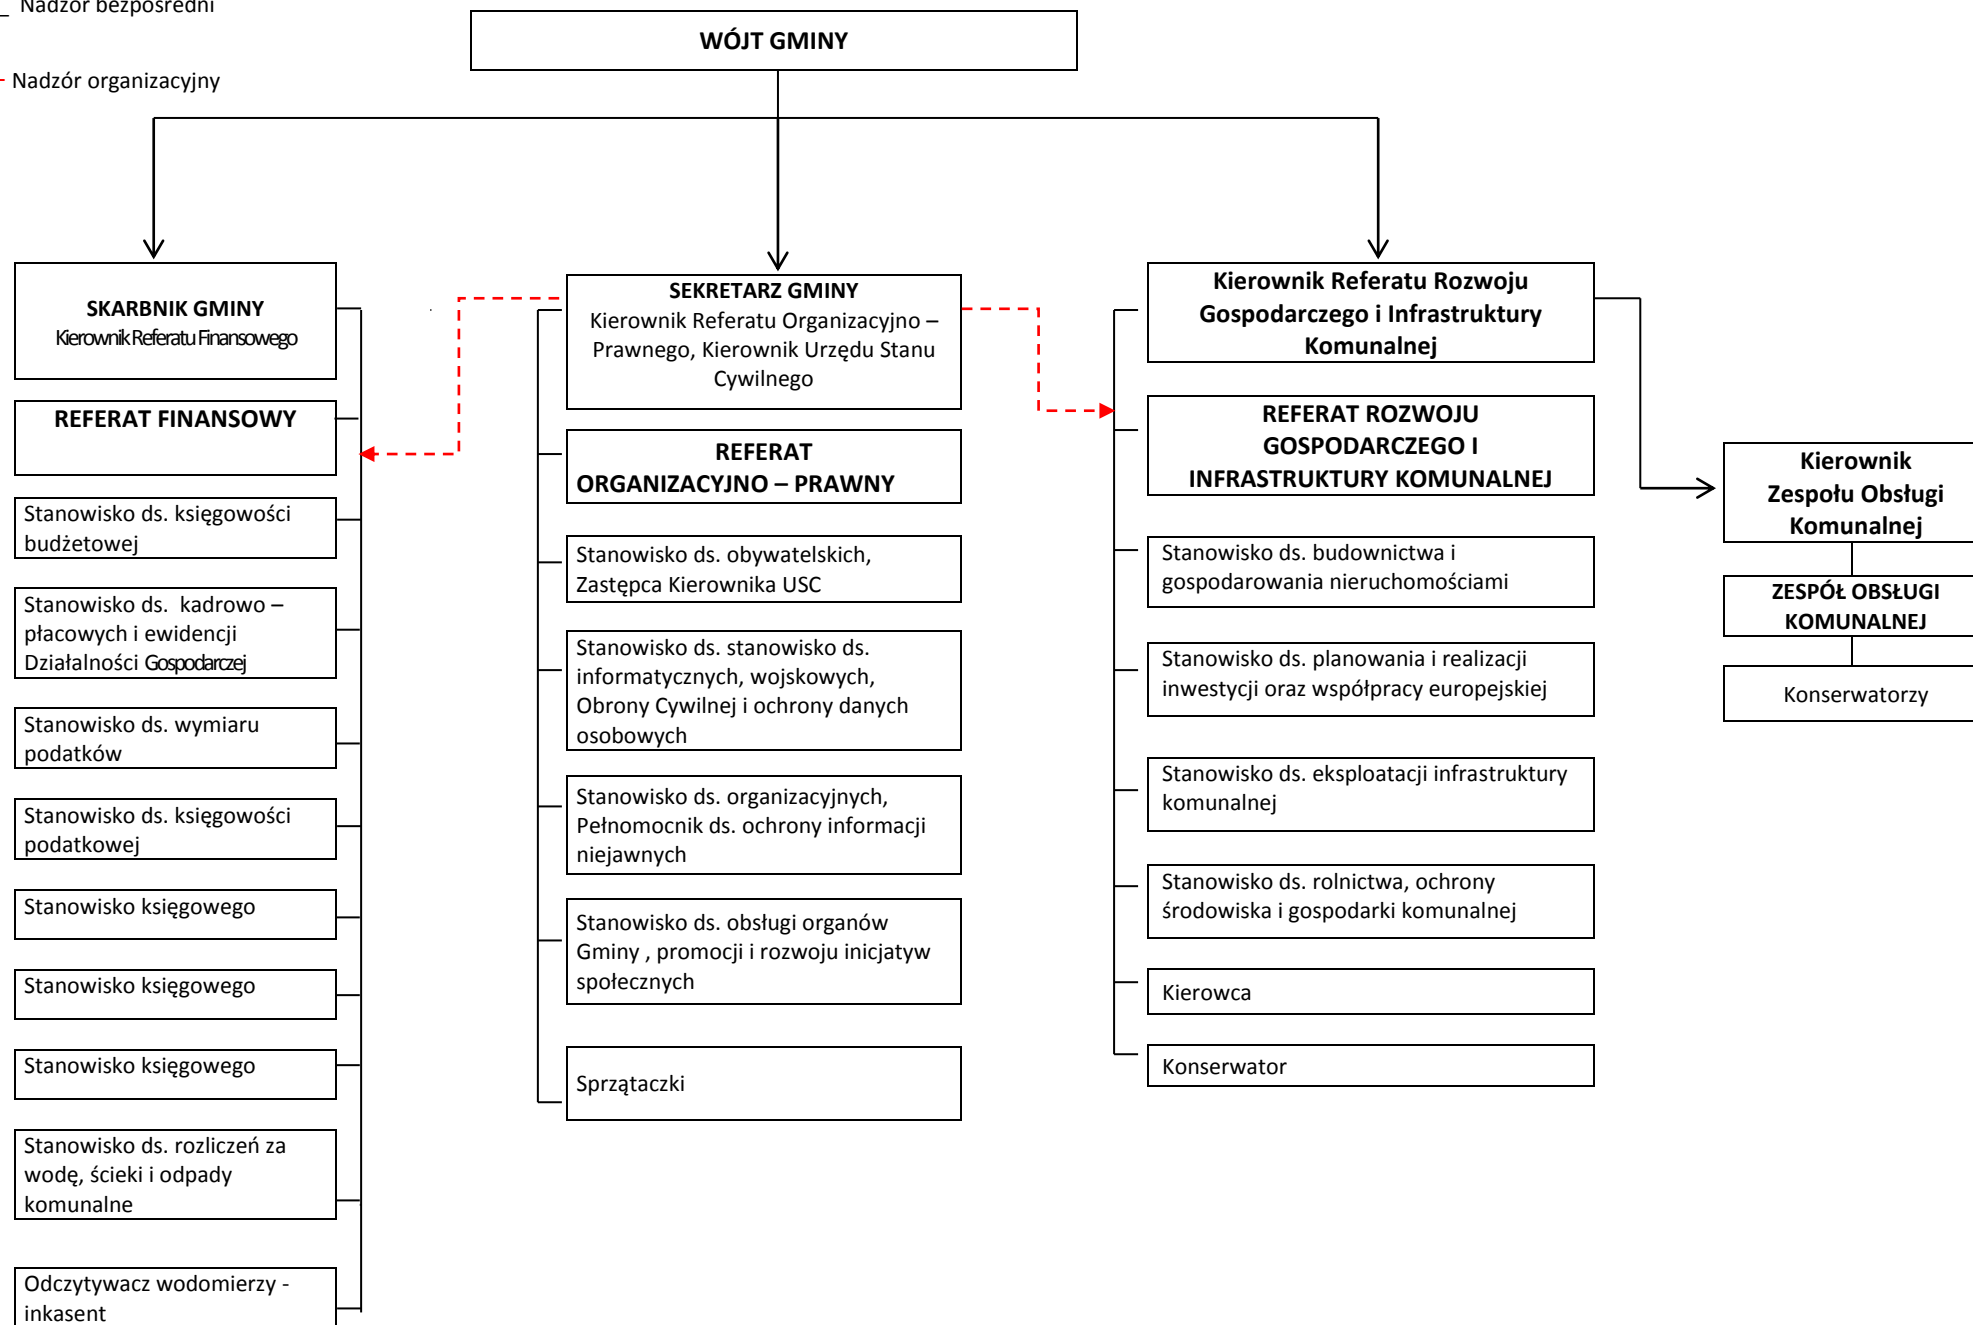 _ Nadzór bezpośredni
Nadzór organizacyjny
WÓJT GMINY
SKARBNIK GMINY
Kierownik Referatu Finansowego
REFERAT FINANSOWY
Stanowisko ds. księgowości
budżetowej
Stanowisko ds. kadrowo –
płacowych i ewidencji
Działalności Gospodarczej
Stanowisko ds. wymiaru
podatków
Stanowisko ds. księgowości
podatkowej
Stanowisko księgowego
Stanowisko księgowego
Stanowisko księgowego
Stanowisko ds. rozliczeń za
wodę, ścieki i odpady
komunalne
Odczytywacz wodomierzy -
inkasent
SEKRETARZ GMINY
Kierownik Referatu Organizacyjno –
Prawnego, Kierownik Urzędu Stanu
Cywilnego
REFERAT
ORGANIZACYJNO – PRAWNY
Stanowisko ds. obywatelskich,
Zastępca Kierownika USC
Stanowisko ds. stanowisko ds.
informatycznych, wojskowych,
Obrony Cywilnej i ochrony danych
osobowych
Stanowisko ds. organizacyjnych,
Pełnomocnik ds. ochrony informacji
niejawnych
Stanowisko ds. obsługi organów
Gminy , promocji i rozwoju inicjatyw
społecznych
Sprzątaczki
Kierownik Referatu Rozwoju
Gospodarczego i Infrastruktury
Komunalnej
REFERAT ROZWOJU
GOSPODARCZEGO I
INFRASTRUKTURY KOMUNALNEJ
Stanowisko ds. budownictwa i
gospodarowania nieruchomościami
Stanowisko ds. planowania i realizacji
inwestycji oraz współpracy europejskiej
Stanowisko ds. eksploatacji infrastruktury
komunalnej
Stanowisko ds. rolnictwa, ochrony
środowiska i gospodarki komunalnej
Kierowca
Konserwator
Kierownik
Zespołu Obsługi
Komunalnej
ZESPÓŁ OBSŁUGI
KOMUNALNEJ
Konserwatorzy